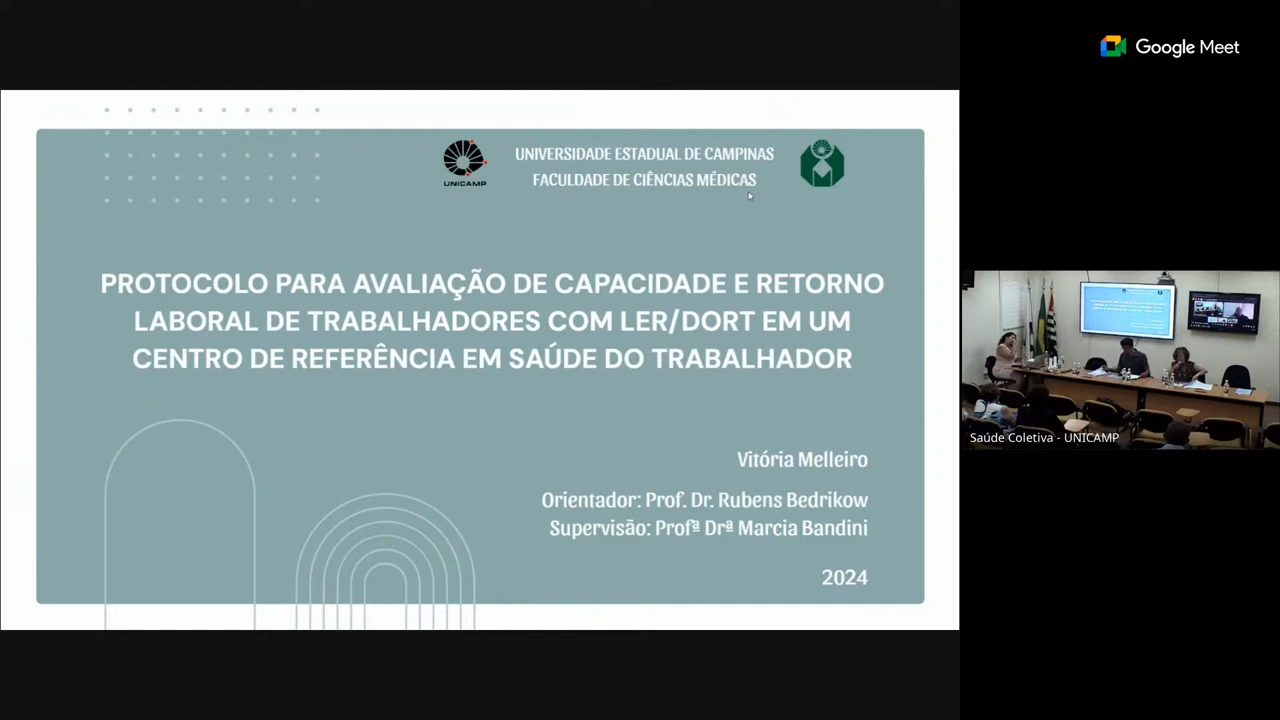 Google Meet
UNICAMP
UNIVERSIDADE ESTADUAL DE CAMPINAS
FACULDADE DE CIÊNCIAS MÉDICAS
PROTOCOLO PARA AVALIAÇÃO DE CAPACIDADE E RETORNO
LABORAL DE TRABALHADORES COM LER/DORT EM UM
CENTRO DE REFERÊNCIA EM SAÚDE DO TRABALHADOR
Vitória Melleiro
Orientador: Prof. Dr. Rubens Bedrikow
Supervisão: Profª Drª Marcia Bandini
2024
Saúde Coletiva - UNICAMP